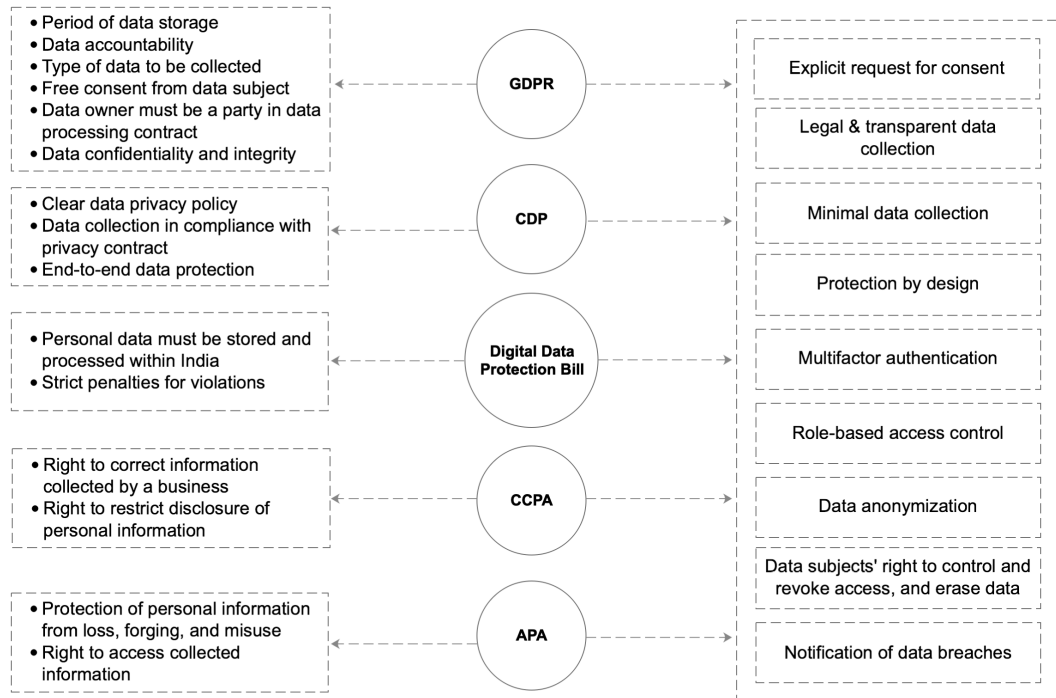 • Period of data storage
• Data accountability
• Type of data to be collected
• Free consent from data subject
• Data owner must be a party in data
processing contract
• Data confidentiality and integrity
GDPR
• Clear data privacy policy
• Data collection in compliance with
privacy contract
• End-to-end data protection
CDP
• Personal data must be stored and
processed within India
• Strict penalties for violations
Digital Data
Protection Bill
• Right to correct information
collected by a business
• Right to restrict disclosure of
personal information
CCPA
• Protection of personal information
from loss, forging, and misuse
• Right to access collected
information
APA
Explicit request for consent
Legal & transparent data
collection
Minimal data collection
Protection by design
Multifactor authentication
Role-based access control
Data anonymization
Data subjects' right to control and
revoke access, and erase data
Notification of data breaches